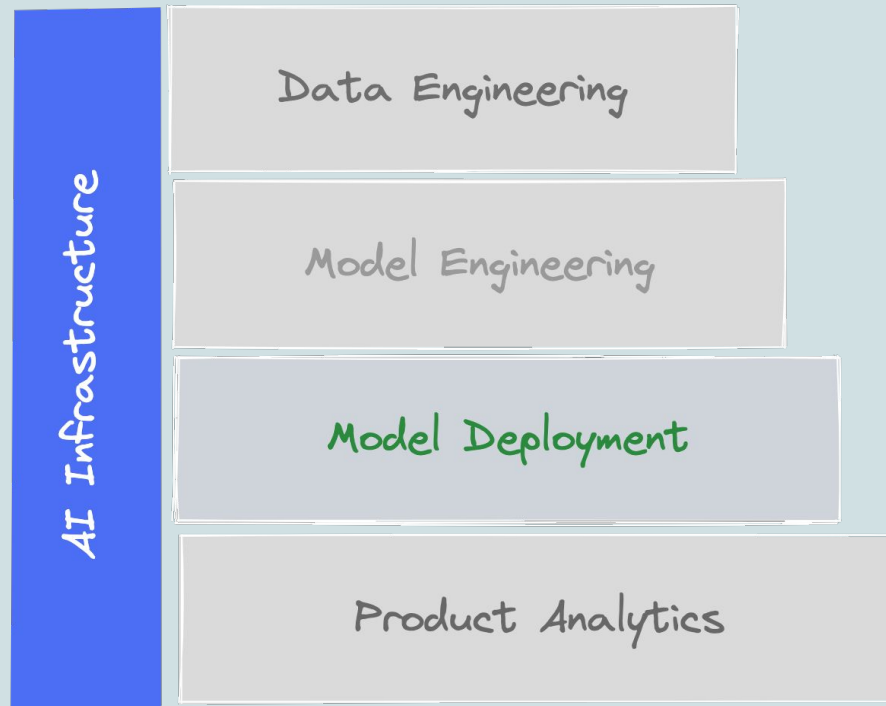 AI Infrastructure
Data Engineering
Model Engineering
Model Deployment
Product Analytics